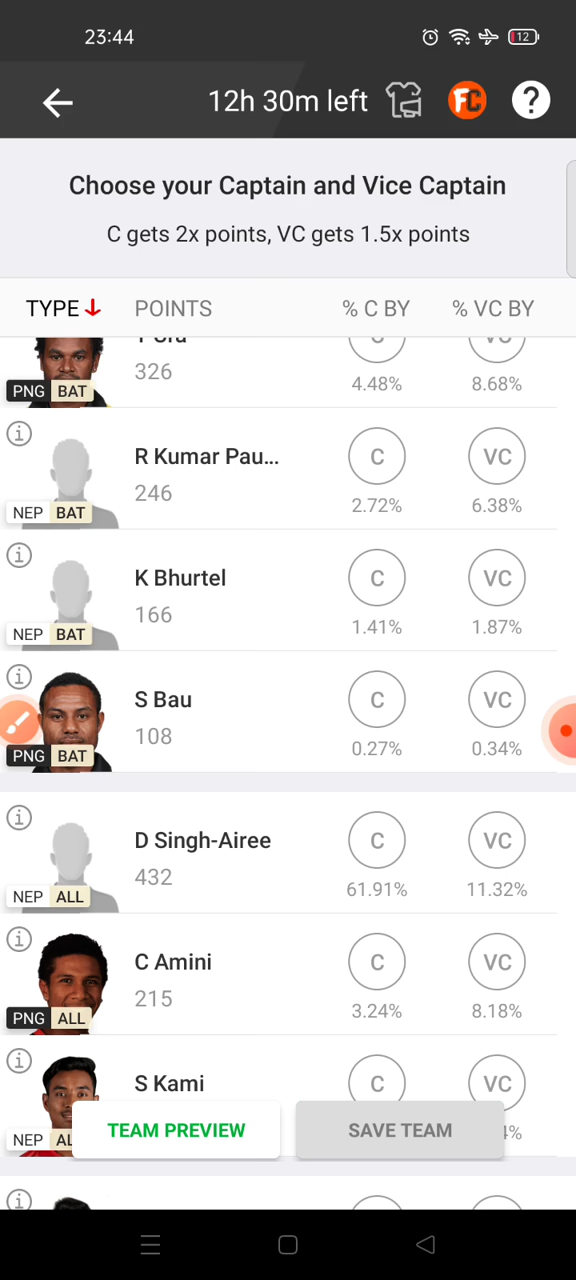 23:44
12
12h 30m left
FC
?
Choose your Captain and Vice Captain
C gets 2x points, VC gets 1.5x points
TYPE POINTS % C BY % VC BY
326
4.48% 8.68%
PNG BAT
R Kumar Pau... C VC
246
2.72% 6.38%
NEP BAT
K Bhurtel C VC
166
1.41% 1.87%
NEP BAT
S Bau C VC
108
0.27% 0.34%
PNG BAT
D Singh-Airee C VC
432
61.91% 11.32%
NEP ALL
C Amini C VC
215
3.24% 8.18%
PNG ALL
S Kami C VC
TEAM PREVIEW SAVE TEAM
NEP